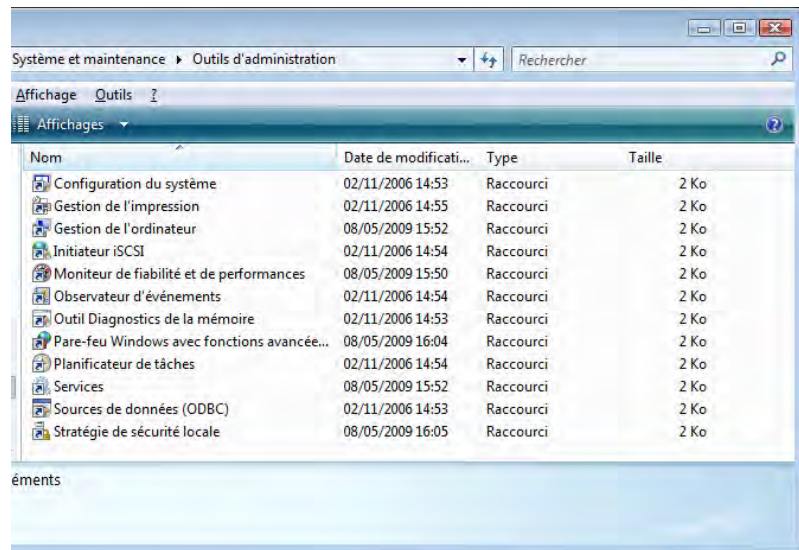 Système et maintenance ▸ Outils d'administration Rechercher
Affichage Outils ?
Affichages
Nom Date de modificati... Type Taille
Configuration du système 02/11/2006 14:53 Raccourci 2 Ko
Gestion de l'impression 02/11/2006 14:55 Raccourci 2 Ko
Gestion de l'ordinateur 08/05/2009 15:52 Raccourci 2 Ko
Initiateur iSCSI 02/11/2006 14:54 Raccourci 2 Ko
Moniteur de fiabilité et de performances 08/05/2009 15:50 Raccourci 2 Ko
Observateur d'événements 02/11/2006 14:54 Raccourci 2 Ko
Outil Diagnostics de la mémoire 02/11/2006 14:53 Raccourci 2 Ko
Pare-feu Windows avec fonctions avancée... 08/05/2009 16:04 Raccourci 2 Ko
Planificateur de tâches 02/11/2006 14:54 Raccourci 2 Ko
Services 08/05/2009 15:52 Raccourci 2 Ko
Sources de données (ODBC) 02/11/2006 14:53 Raccourci 2 Ko
Stratégie de sécurité locale 08/05/2009 16:05 Raccourci 2 Ko
éments